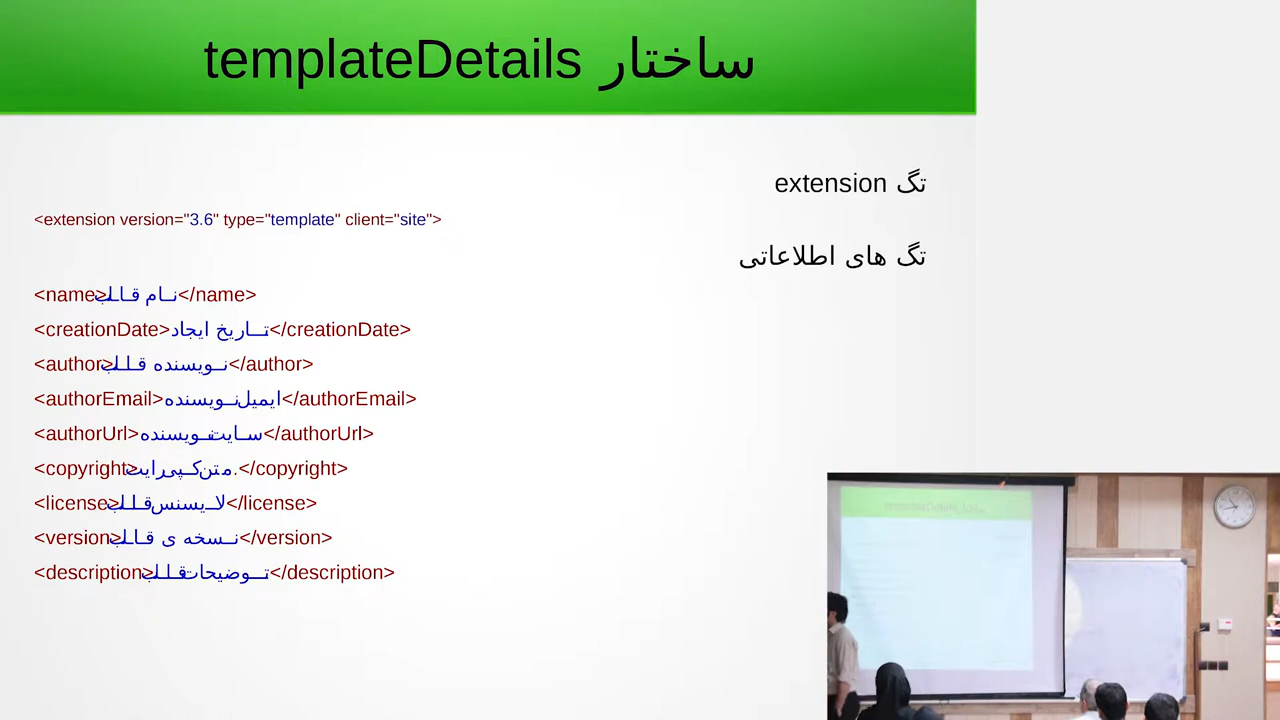 ساختار templateDetails
تگ extension
<extension version="3.6" type="template" client="site">
تگ های اطلاعاتی
<name>نام قالب</name>
<creationDate>تاریخ ایجاد</creationDate>
<author>نویسنده قالب</author>
<authorEmail>ایمیل نویسنده</authorEmail>
<authorUrl>سایت نویسنده</authorUrl>
<copyright>متن کپی رایت.</copyright>
<license>لایسنس قالب</license>
<version>نسخه ی قالب</version>
<description>توضیحات قالب</description>